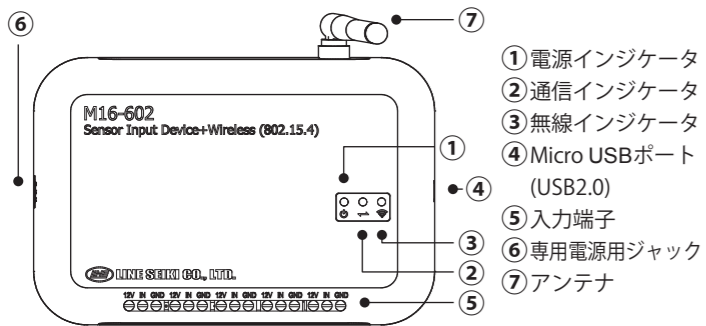 ⑥
⑦
M16-602
Sensor Input Device+Wireless (802.15.4)
①
④
③
②
LINE SEIKI CO., LTD.
12V IN GND 12V IN GND 12V IN GND 12V IN GND 12V IN GND
⑤
①電源インジケータ
②通信インジケータ
③無線インジケータ
④Micro USBポート
(USB2.0)
⑤入力端子
⑥専用電源用ジャック
⑦アンテナ